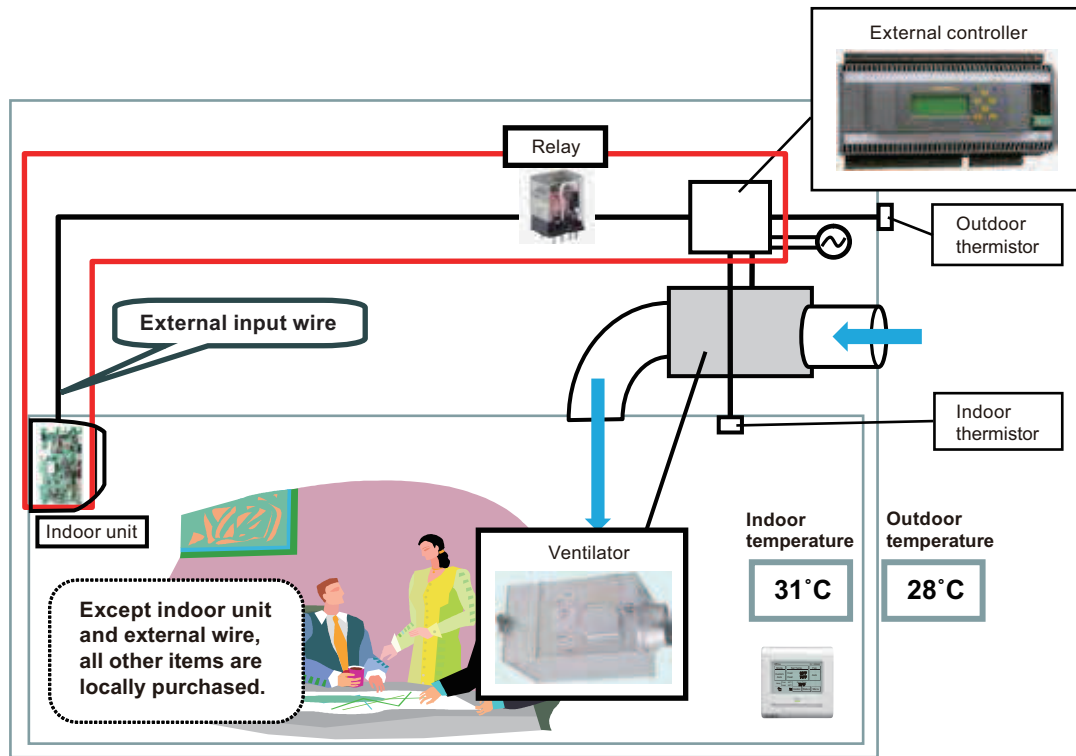 External controller
Relay
Outdoor
thermistor
External input wire
Indoor
thermistor
Indoor unit
Ventilator
Indoor
temperature
Outdoor
temperature
31˚C
28˚C
Except indoor unit
and external wire,
all other items are
locally purchased.